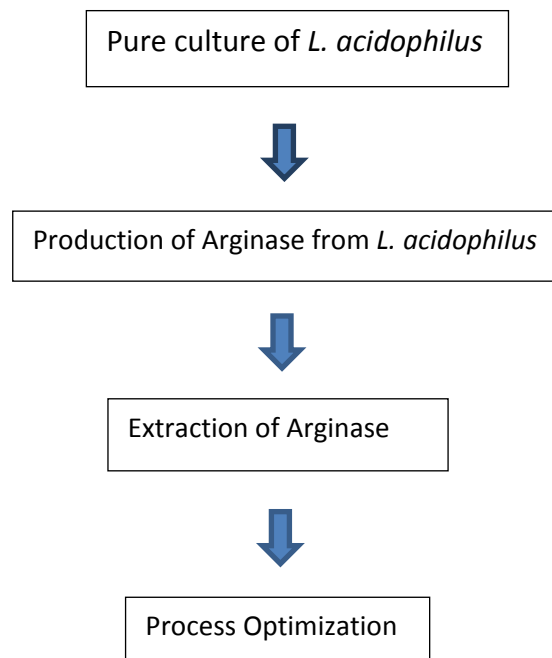 Pure culture of L. acidophilus
Production of Arginase from L. acidophilus
Extraction of Arginase
Process Optimization